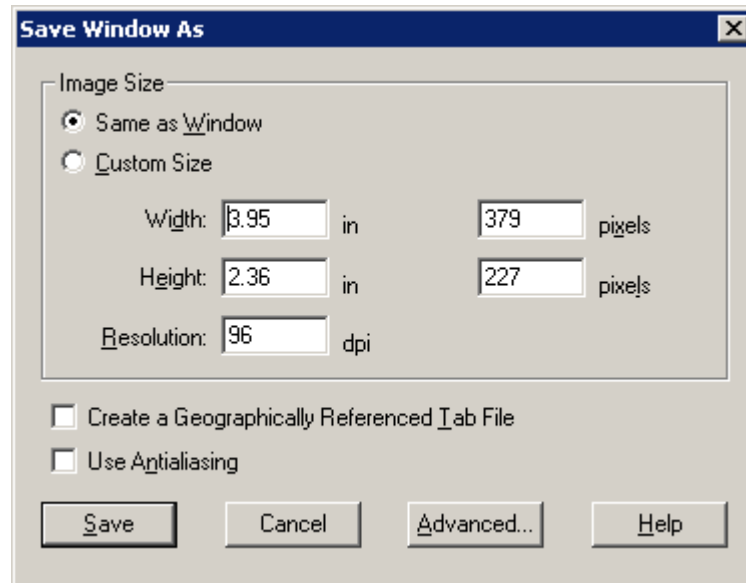 Save Window As
Image Size
Same as Window
Custom Size
Width: 3.95 in 379 pixels
Height: 2.36 in 227 pixels
Resolution: 96 dpi
Create a Geographically Referenced Tab File
Use Antialiasing
Save Cancel Advanced... Help